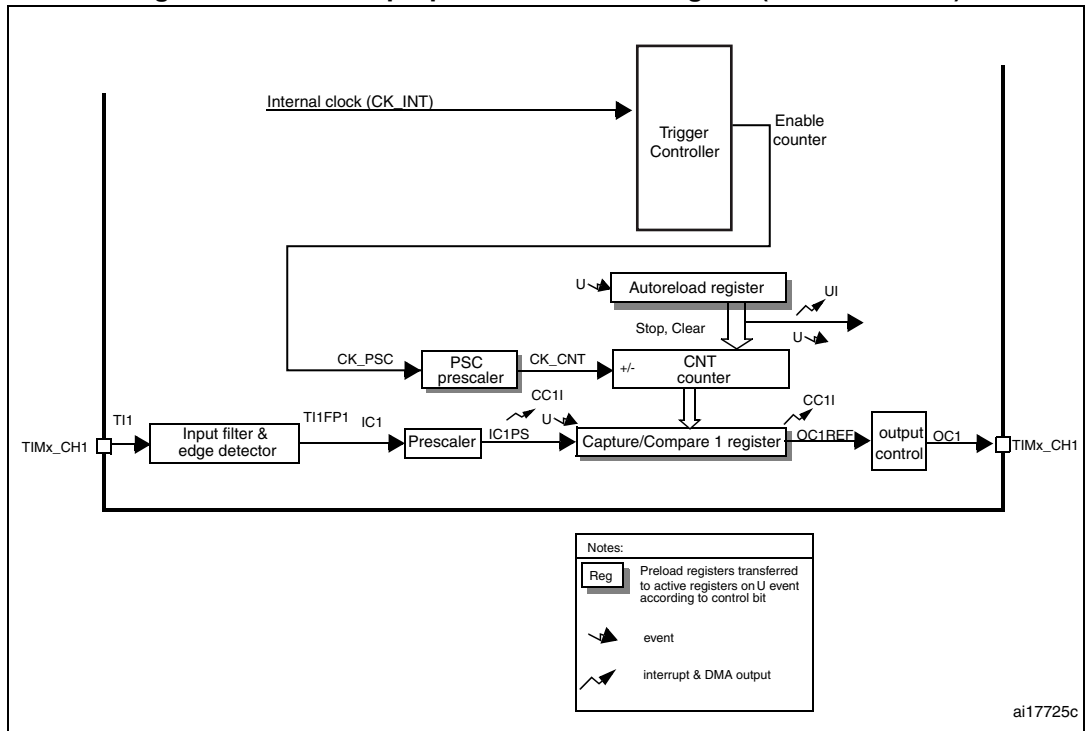 Internal clock (CK_INT)
Trigger
Controller
Enable
counter
U
Autoreload register
UI
Stop, Clear
U
CK_PSC
PSC
prescaler
CK_CNT
+/-
CNT
counter
CC1I
U
CC1I
TIMx_CH1
TI1
Input filter &
edge detector
TI1FP1
IC1
Prescaler
IC1PS
Capture/Compare 1 register
OC1REF
output
control
OC1
TIMx_CH1
Notes:
Reg
Preload registers transferred
to active registers on U event
according to control bit
event
interrupt & DMA output
ai17725c